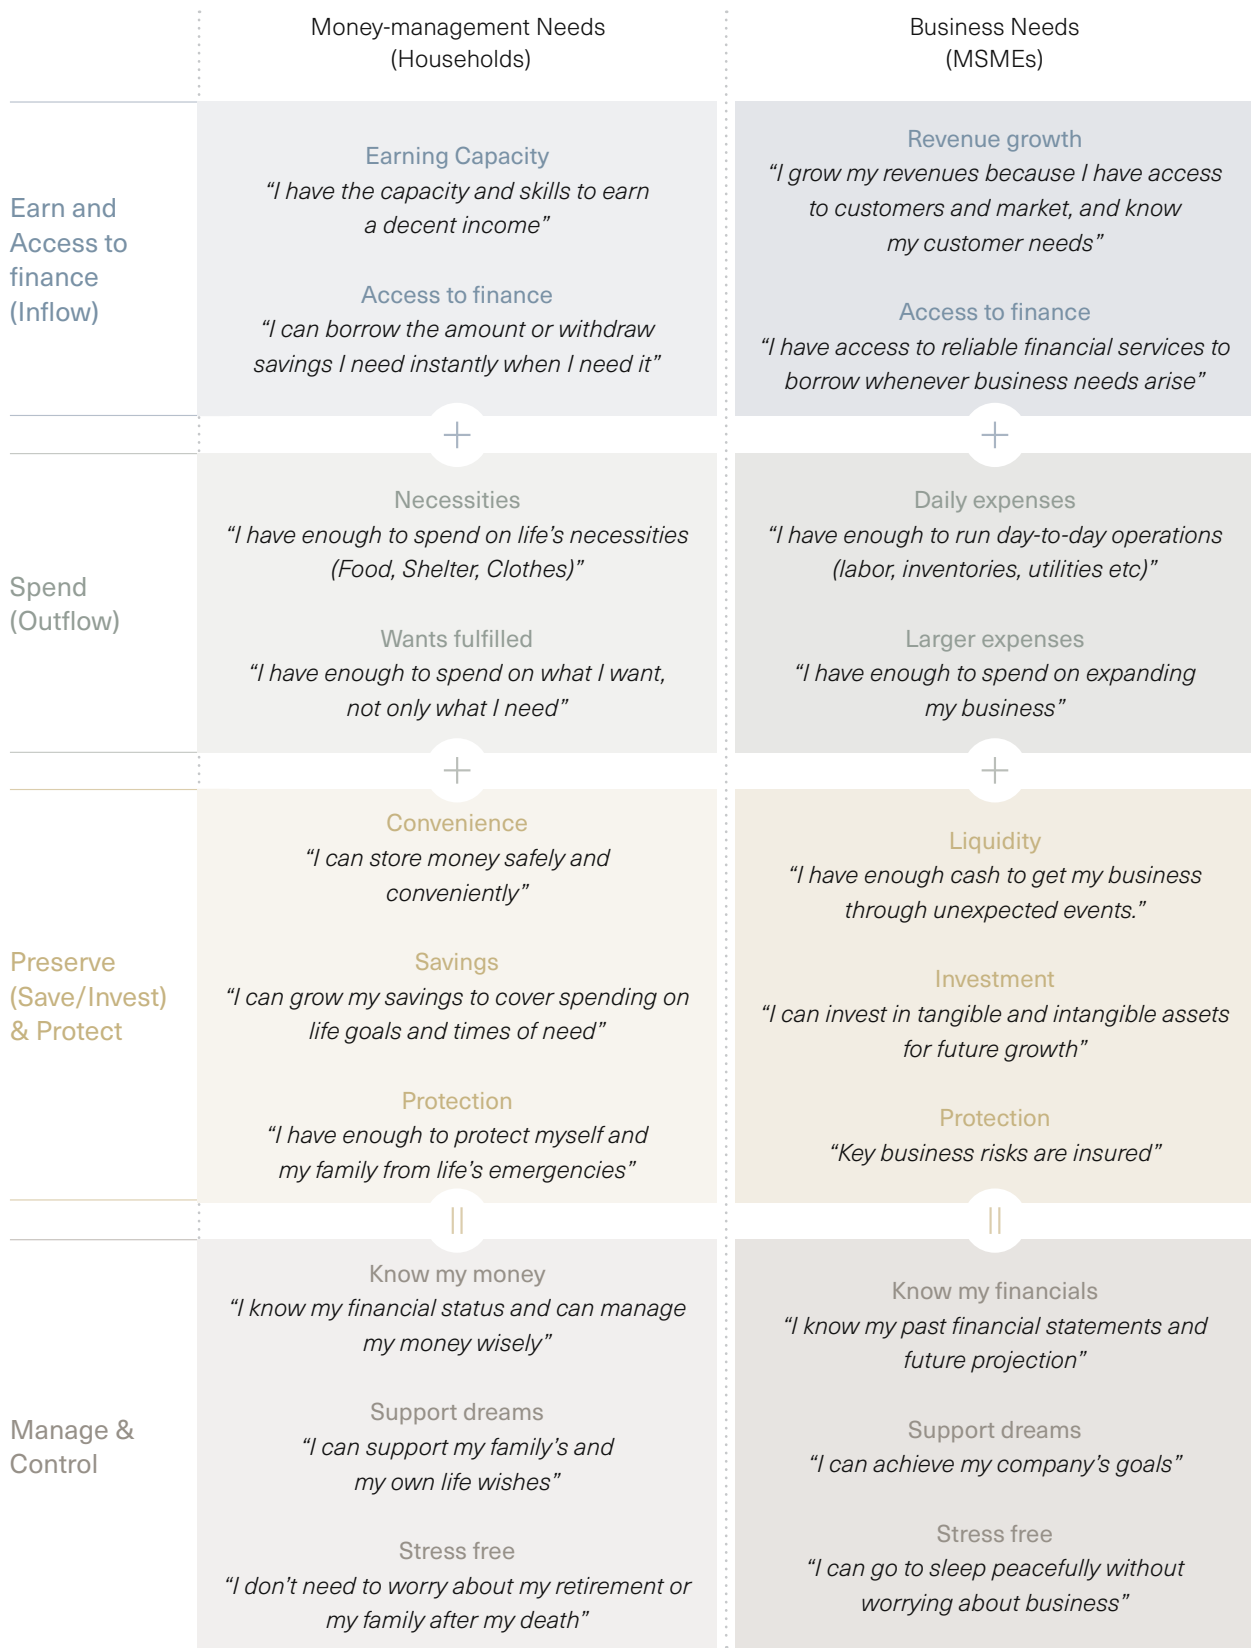 Money-management Needs
(Households)
Business Needs
(MSMEs)
Earn and
Access to
finance
(Inflow)
Earning Capacity
“I have the capacity and skills to earn
a decent income”
Access to finance
“I can borrow the amount or withdraw
savings I need instantly when I need it”
Revenue growth
“I grow my revenues because I have access
to customers and market, and know
my customer needs”
Access to finance
“I have access to reliable financial services to
borrow whenever business needs arise”
+
+
Spend
(Outflow)
Necessities
“I have enough to spend on life’s necessities
(Food, Shelter, Clothes)”
Wants fulfilled
“I have enough to spend on what I want,
not only what I need”
Daily expenses
“I have enough to run day-to-day operations
(labor, inventories, utilities etc)”
Larger expenses
“I have enough to spend on expanding
my business”
+
+
Preserve
(Save/Invest)
& Protect
Convenience
“I can store money safely and
conveniently”
Savings
“I can grow my savings to cover spending on
life goals and times of need”
Protection
“I have enough to protect myself and
my family from life’s emergencies”
Liquidity
“I have enough cash to get my business
through unexpected events.”
Investment
“I can invest in tangible and intangible assets
for future growth”
Protection
“Key business risks are insured”
||
||
Manage &
Control
Know my money
“I know my financial status and can manage
my money wisely”
Support dreams
“I can support my family’s and
my own life wishes”
Stress free
“I don’t need to worry about my retirement or
my family after my death”
Know my financials
“I know my past financial statements and
future projection”
Support dreams
“I can achieve my company’s goals”
Stress free
“I can go to sleep peacefully without
worrying about business”